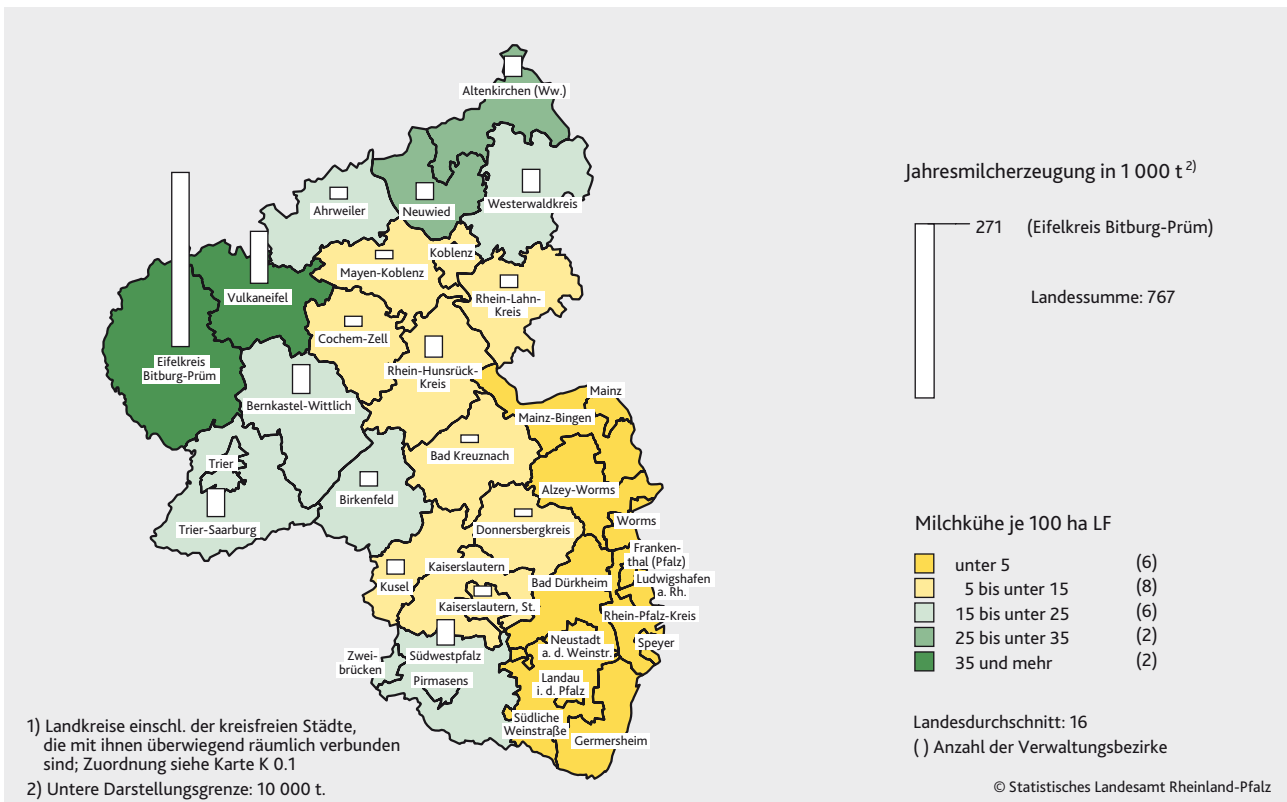 Altenkirchen (Ww.)
Ahrweiler
Neuwied
Westerwaldkreis
Koblenz
Mayen-Koblenz
Vulkaneifel
Rhein-Lahn-
Kreis
Cochem-Zell
Eifelkreis
Bitburg-Prüm
Rhein-Hunsrück-
Kreis
Bernkastel-Wittlich
Mainz
Mainz-Bingen
Bad Kreuznach
Trier
Birkenfeld
Alzey-Worms
Trier-Saarburg
Donnersbergkreis
Worms
Franken-
thal (Pfalz)
Kaiserslautern
Kusel
Bad Dürkheim
Ludwigshafen
a. Rh.
Kaiserslautern, St.
Rhein-Pfalz-Kreis
Neustadt
a. d. Weinstr.
Speyer
Zwei-
brücken
Südwestpfalz
Pirmasens
Landau
i. d. Pfalz
Südliche
Weinstraße
Germersheim
Jahresmilcherzeugung in 1 000 t 2)
271 (Eifelkreis Bitburg-Prüm)
Landessumme: 767
Milchkühe je 100 ha LF
unter 5 (6)
5 bis unter 15 (8)
15 bis unter 25 (6)
25 bis unter 35 (2)
35 und mehr (2)
Landesdurchschnitt: 16
( ) Anzahl der Verwaltungsbezirke
1) Landkreise einschl. der kreisfreien Städte,
die mit ihnen überwiegend räumlich verbunden
sind; Zuordnung siehe Karte K 0.1
2) Untere Darstellungsgrenze: 10 000 t.
© Statistisches Landesamt Rheinland-Pfalz